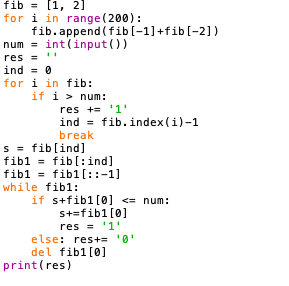 fib = [1, 2]
for i in range(200):
    fib.append(fib[-1]+fib[-2])
num = int(input())
res = ''
ind = 0
for i in fib:
    if i > num:
        res += '1'
        ind = fib.index(i)-1
        break
s = fib[ind]
fib1 = fib[:ind]
fib1 = fib1[::-1]
while fib1:
    if s+fib1[0] <= num:
        s+=fib1[0]
        res = '1'
    else: res+= '0'
    del fib1[0]
print(res)